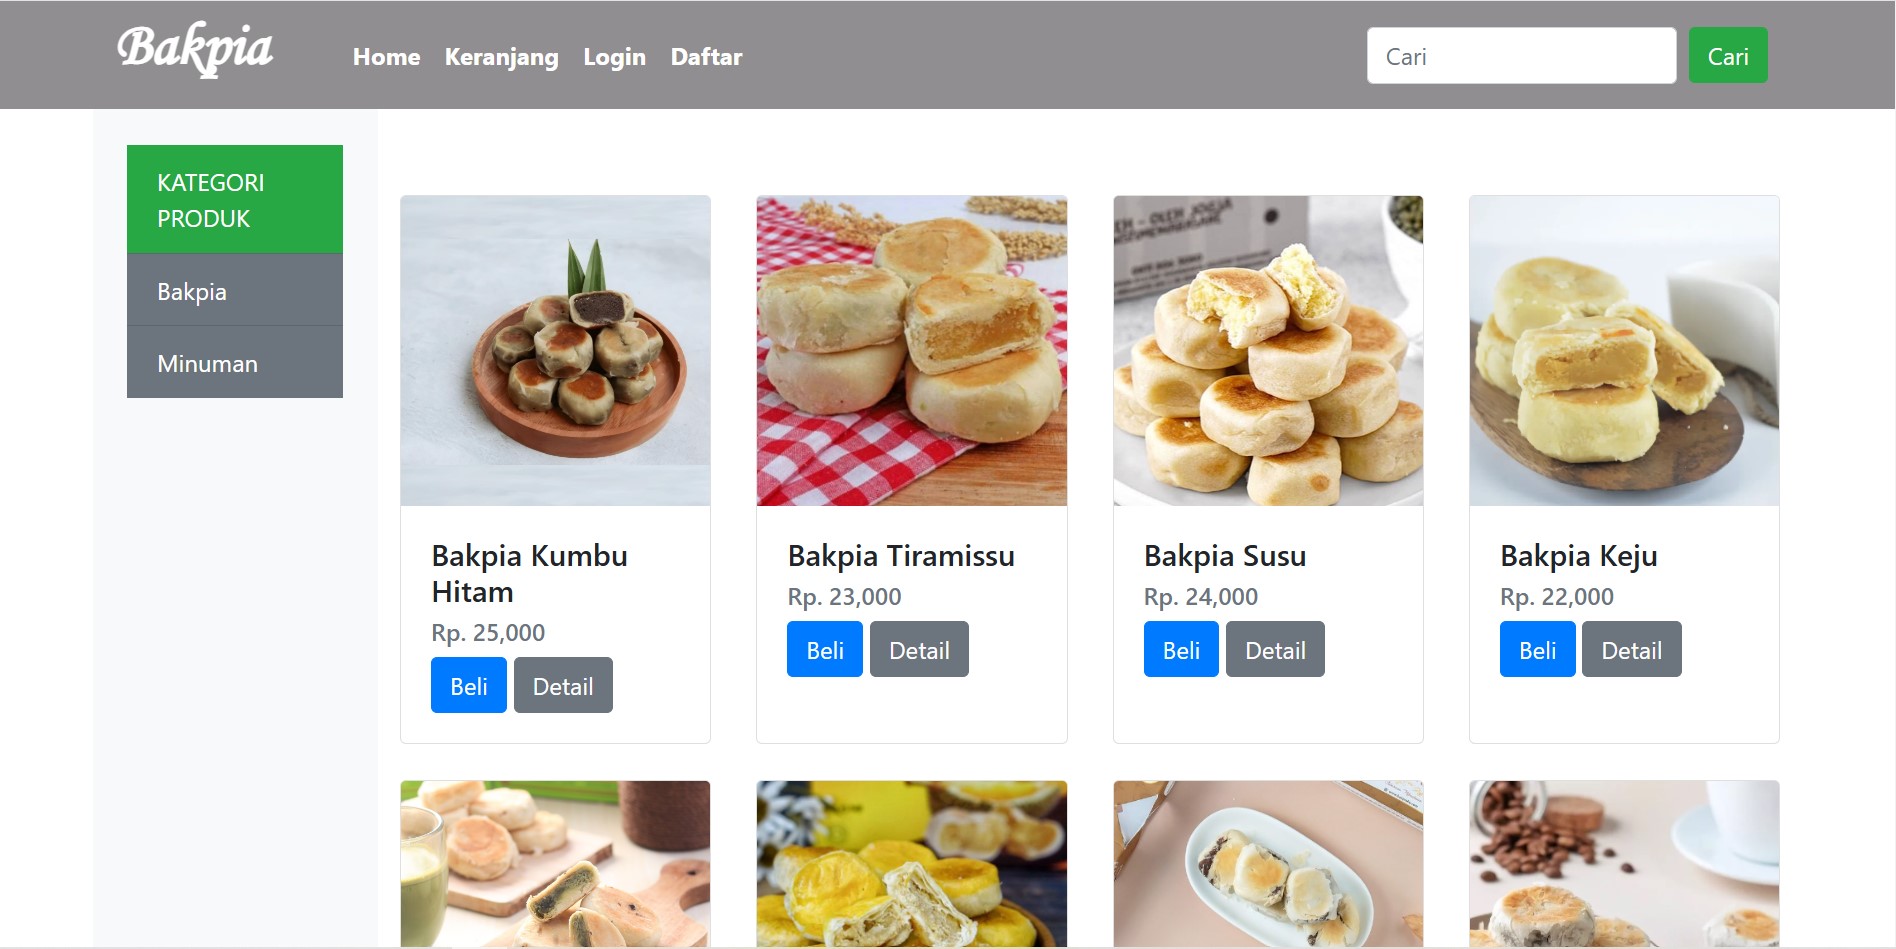 Bakpia
Home Keranjang Login Daftar
Cari
Cari
KATEGORI
PRODUK
Bakpia
Minuman
OLEH JOGJA
Bakpia Kumbu
Hitam
Rp. 25,000
Beli Detail
Bakpia Tiramissu
Rp. 23,000
Beli Detail
Bakpia Susu
Rp. 24,000
Beli Detail
Bakpia Keju
Rp. 22,000
Beli Detail